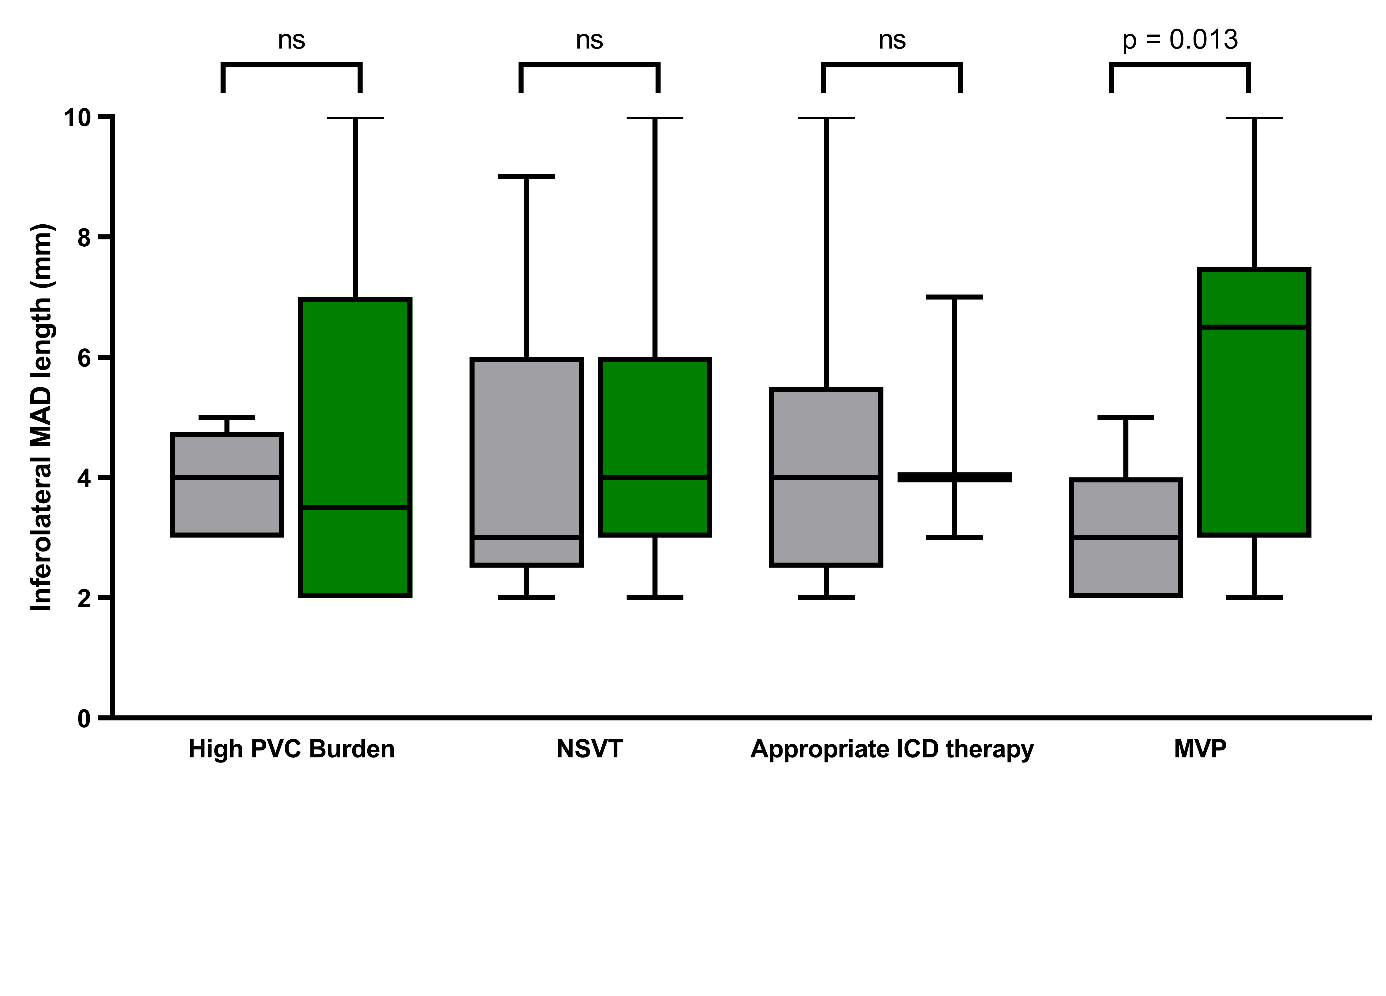 ns
ns
ns
p = 0.013
Inferolateral MAD length (mm)
10
8
6
4
2
0
High PVC Burden
NSVT
Appropriate ICD therapy
MVP